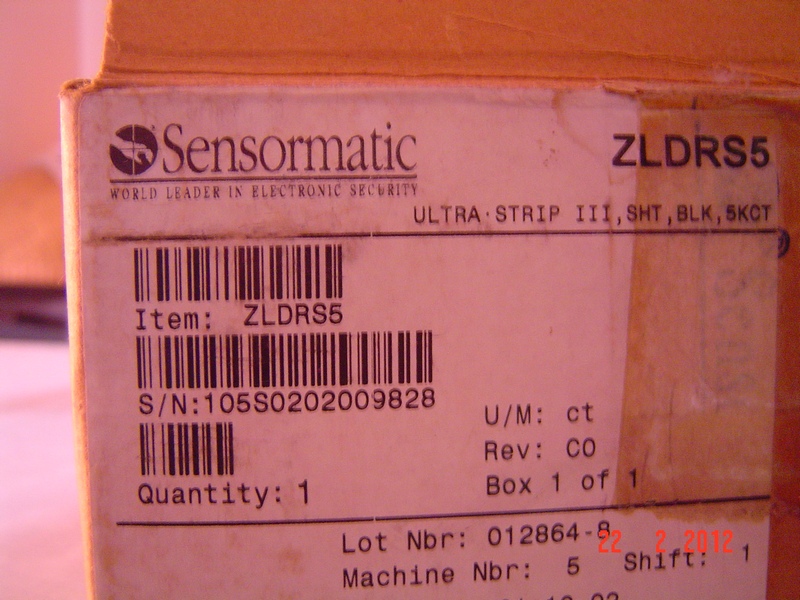 Sensormatic
WORLD LEADER IN ELECTRONIC SECURITY
ZLDRS5
ULTRA·STRIP III,SHT,BLK,5KCT
Item: ZLDRS5
S/N:105S0202009828
U/M: ct
Rev: CO
Quantity: 1
Box 1 of 1
Lot Nbr: 012864-8
22 2 2012
Machine Nbr: 5 Shift: 1